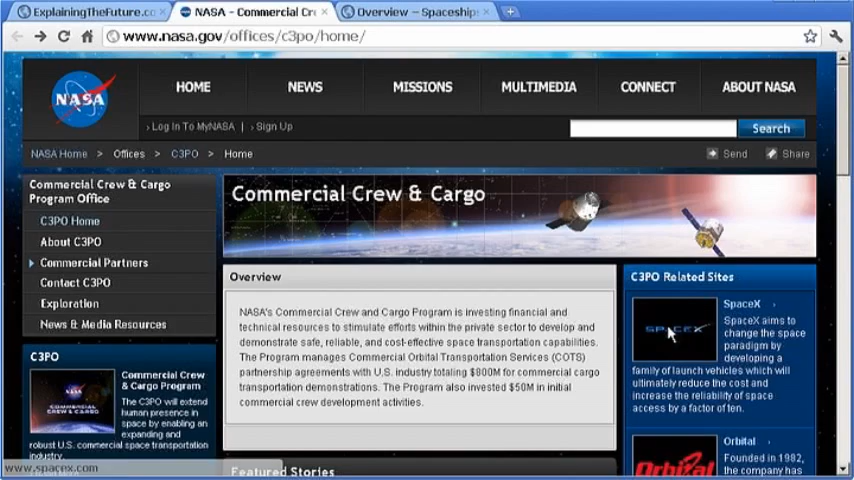 ExplainingTheFuture.co
NASA - Commercial Cr
Overview – Spaceship
www.nasa.gov/offices/c3po/home/
NASA
HOME
NEWS
MISSIONS
MULTIMEDIA
CONNECT
ABOUT NASA
› Log In To MyNASA | › Sign Up
Search
NASA Home > Offices > C3PO > Home
Send
Share
Commercial Crew & Cargo
Program Office
C3PO Home
About C3PO
Commercial Partners
Contact C3PO
Exploration
News & Media Resources
C3PO
NASA
COMMERCIAL
CREW & CARGO
Commercial Crew
& Cargo Program
The C3PO will extend
human presence in
space by enabling an
expanding and
robust U.S. commercial space transportation
industry.
www.spacex.com
Commercial Crew & Cargo
Overview
NASA's Commercial Crew and Cargo Program is investing financial and
technical resources to stimulate efforts within the private sector to develop and
demonstrate safe, reliable, and cost-effective space transportation capabilities.
The Program manages Commercial Orbital Transportation Services (COTS)
partnership agreements with U.S. industry totaling $800M for commercial cargo
transportation demonstrations. The Program also invested $50M in initial
commercial crew development activities.
Featured Stories
C3PO Related Sites
SPACEX
SpaceX ›
SpaceX aims to
change the space
paradigm by
developing a
family of launch vehicles which will
ultimately reduce the cost and
increase the reliability of space
access by a factor of ten.
Orbital
Orbital ›
Founded in 1982,
the company has